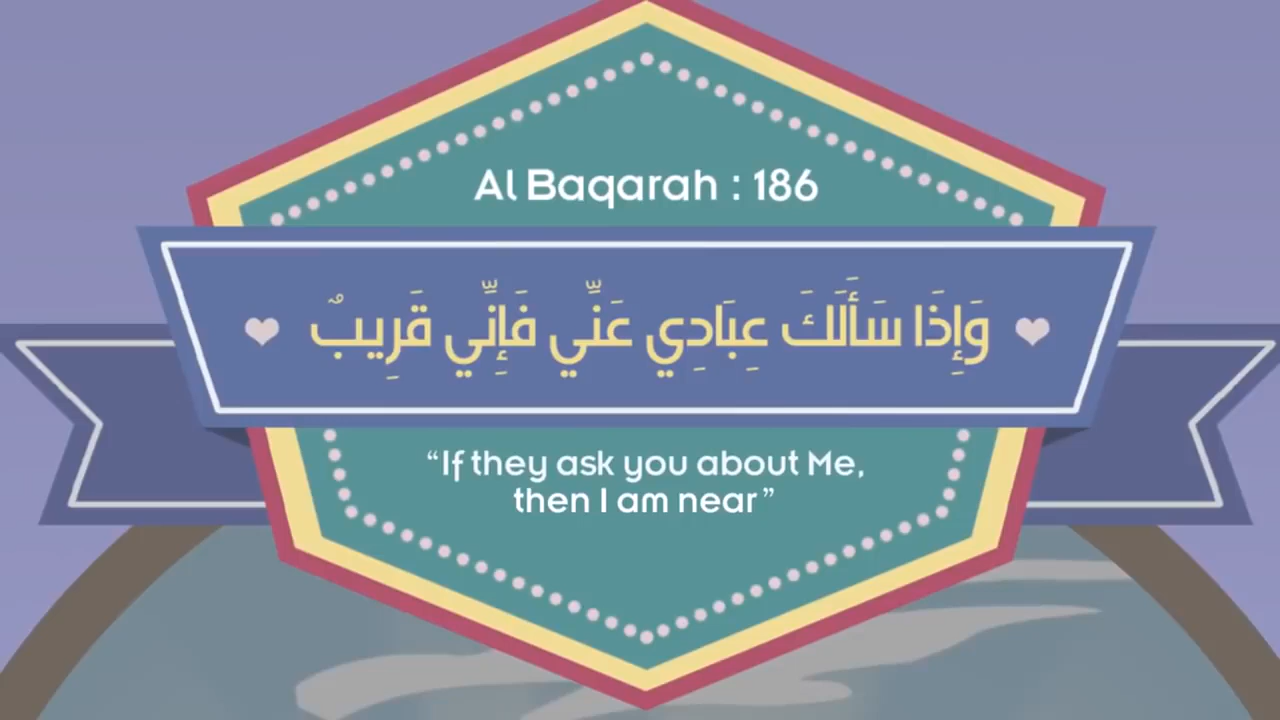 Al Baqarah : 186
وَإِذَا سَأَلَكَ عِبَادِي عَنِّي فَإِنِّي قَرِيبٌ
“If they ask you about Me,
then I am near”